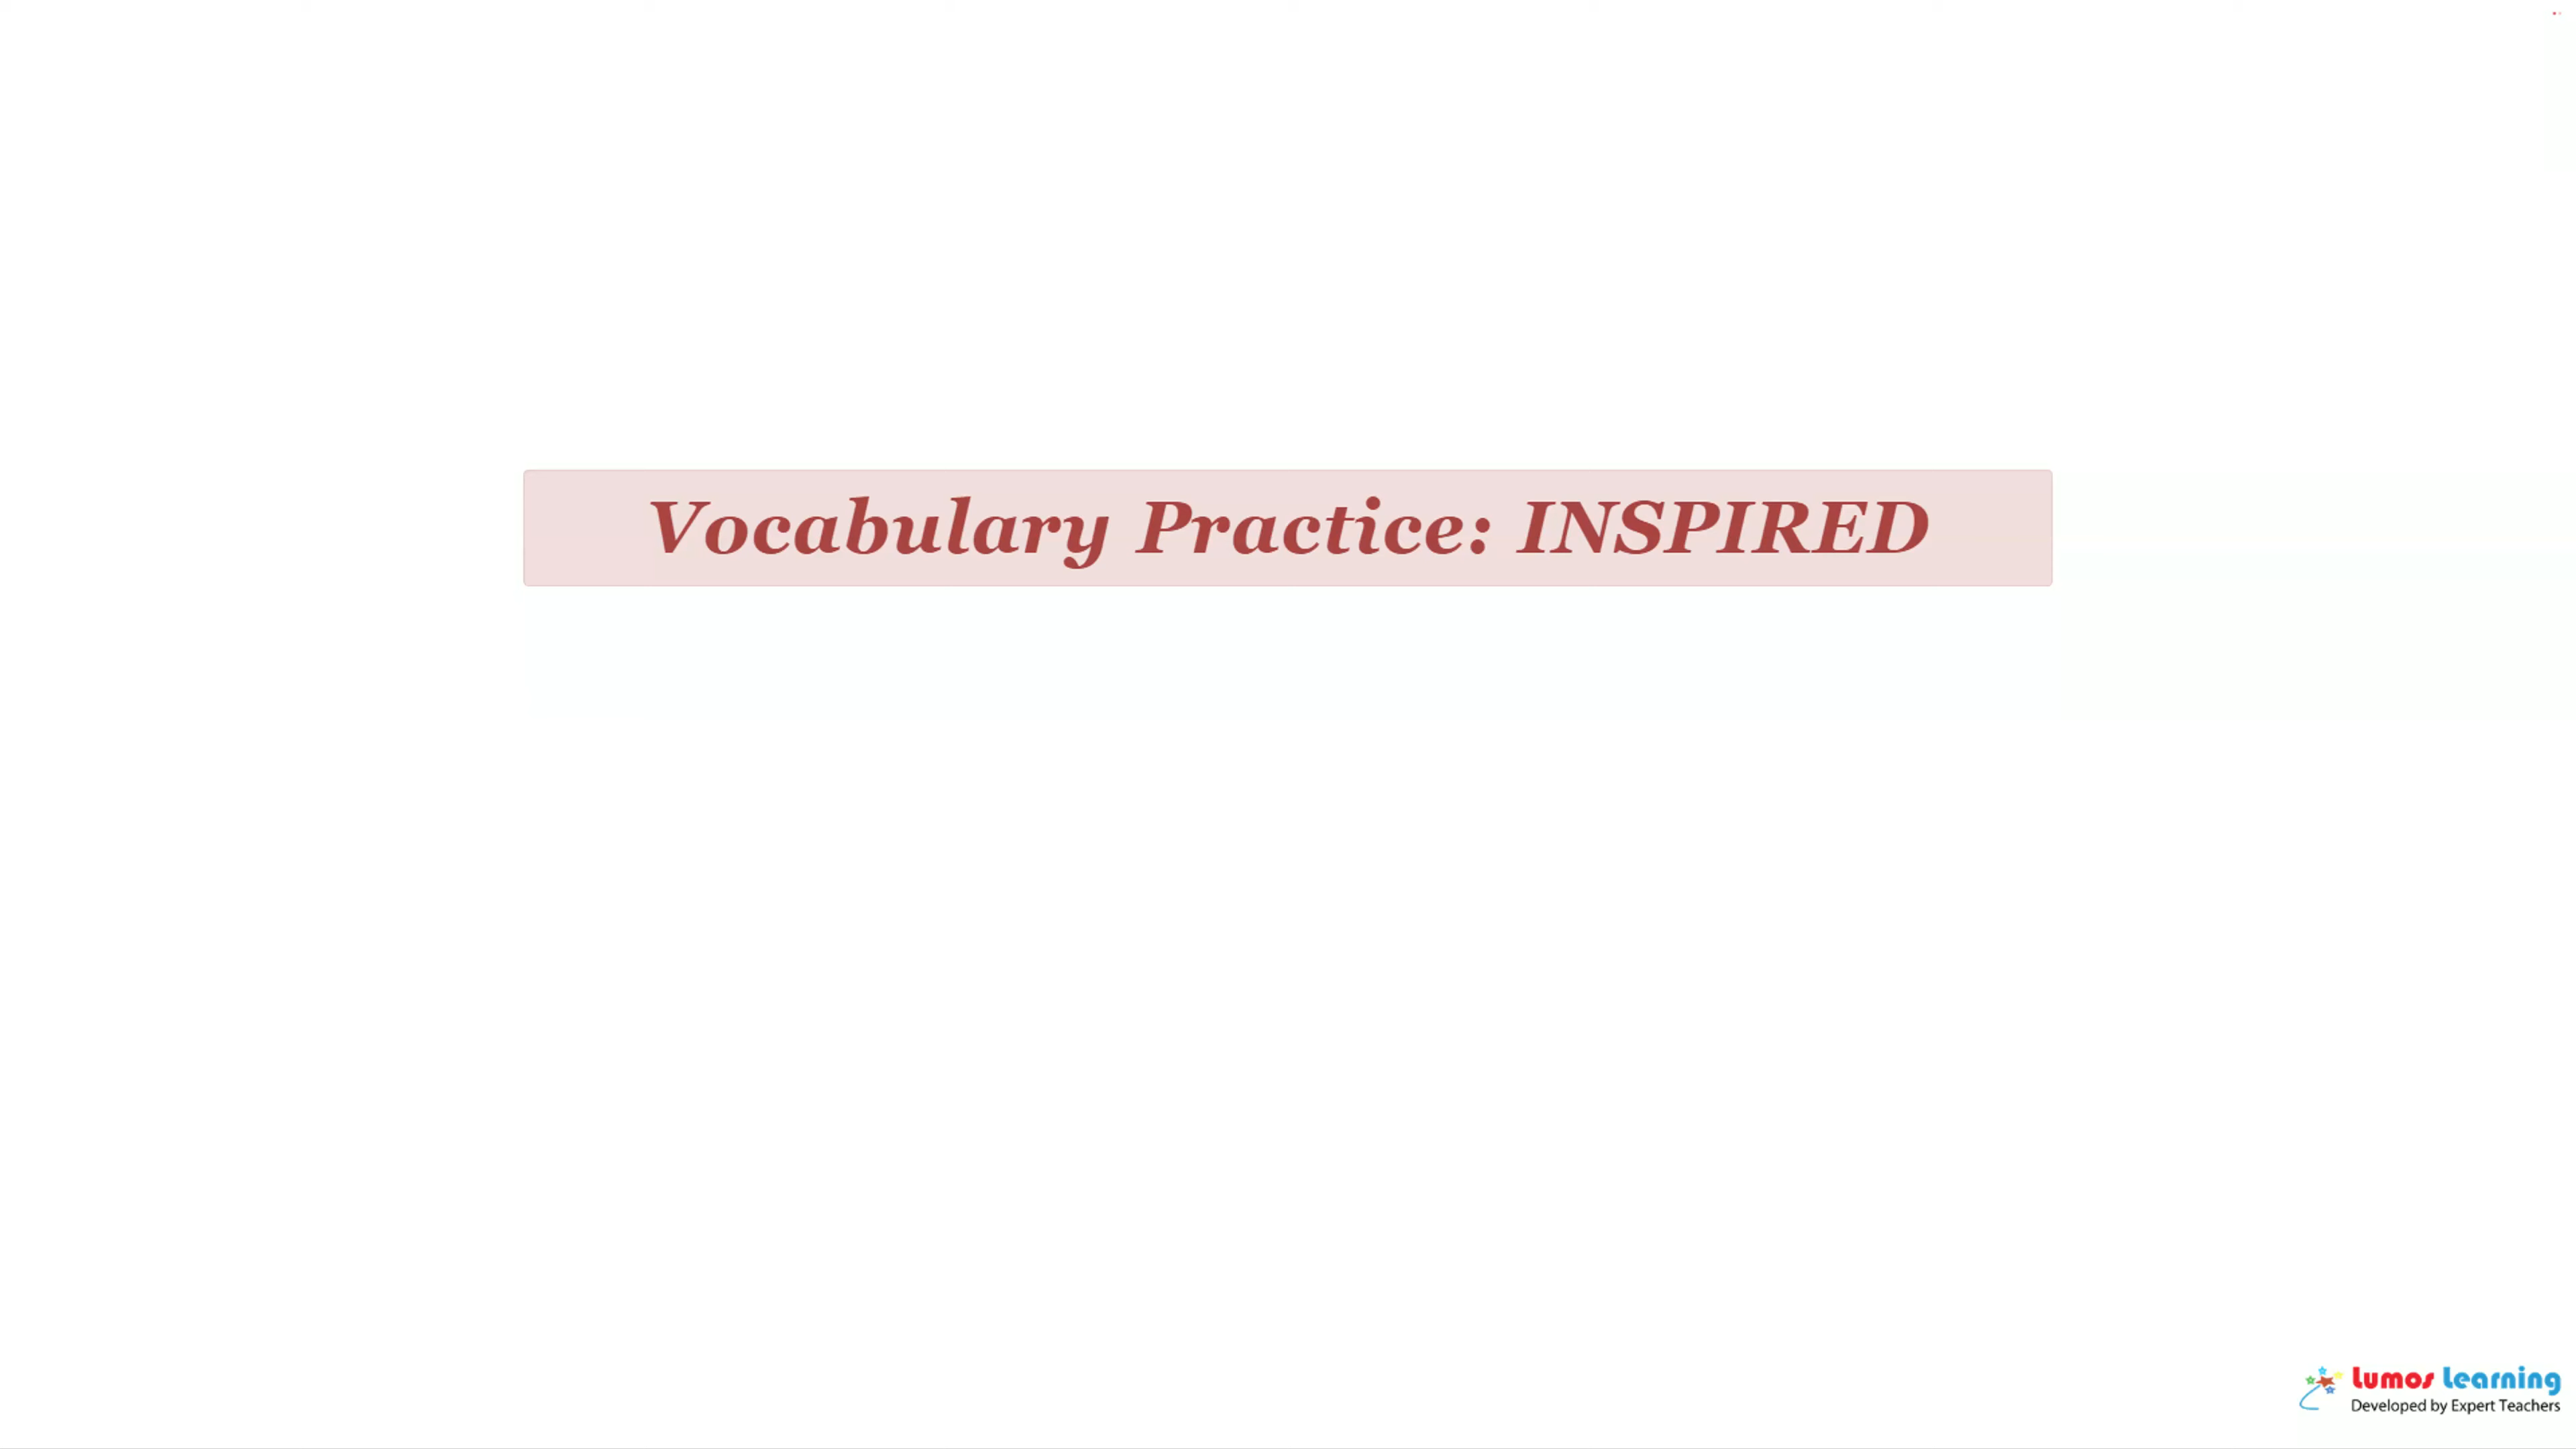 Vocabulary Practice: INSPIRED
Lumos Learning
Developed by Expert Teachers